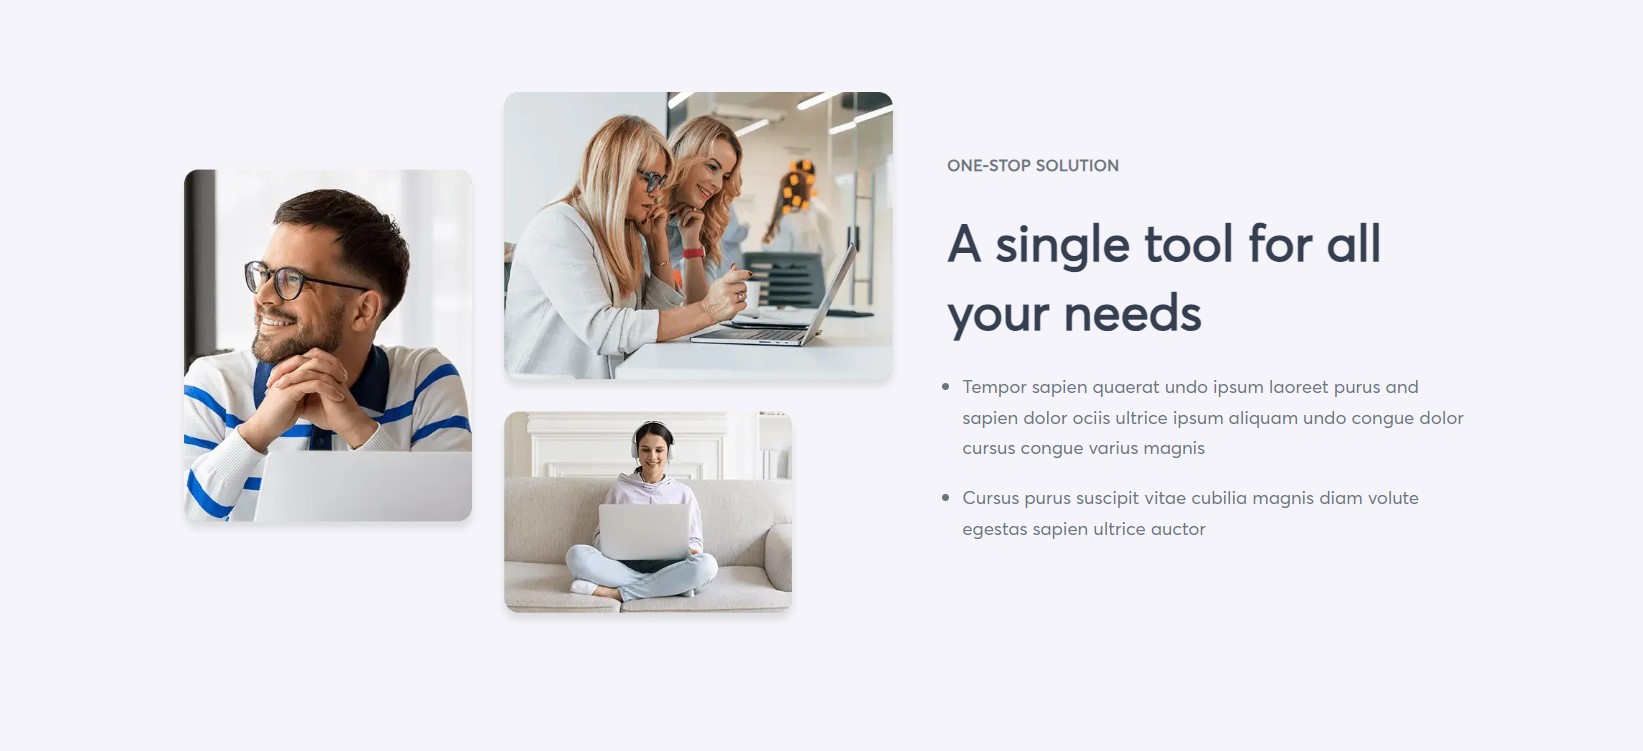 ONE-STOP SOLUTION
A single tool for all
your needs
Tempor sapien quaerat undo ipsum laoreet purus and
sapien dolor ociis ultrice ipsum aliquam undo congue dolor
cursus congue varius magnis
Cursus purus suscipit vitae cubilia magnis diam volute
egestas sapien ultrice auctor